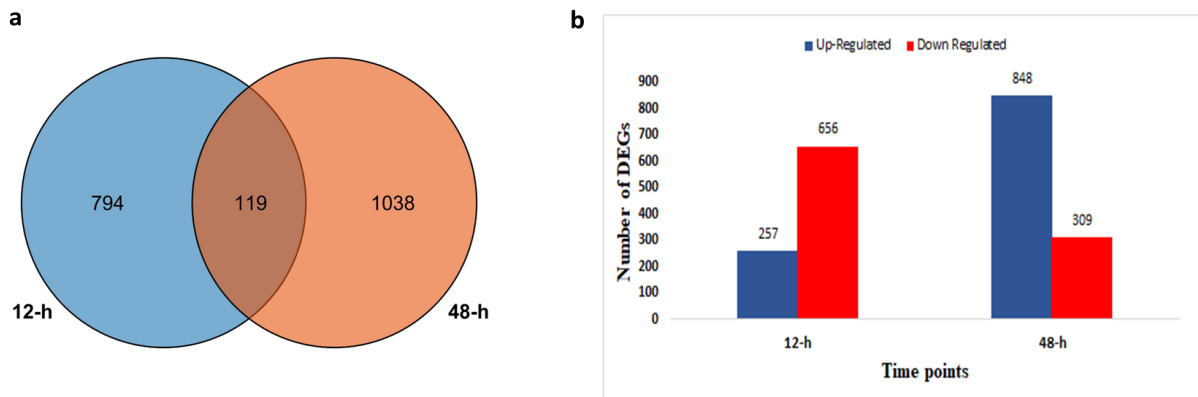 a
794
119
1038
12-h
48-h
b
Up-Regulated Down Regulated
Number of DEGs
900
800
700
600
500
400
300
200
100
0
257
656
848
309
12-h
48-h
Time points